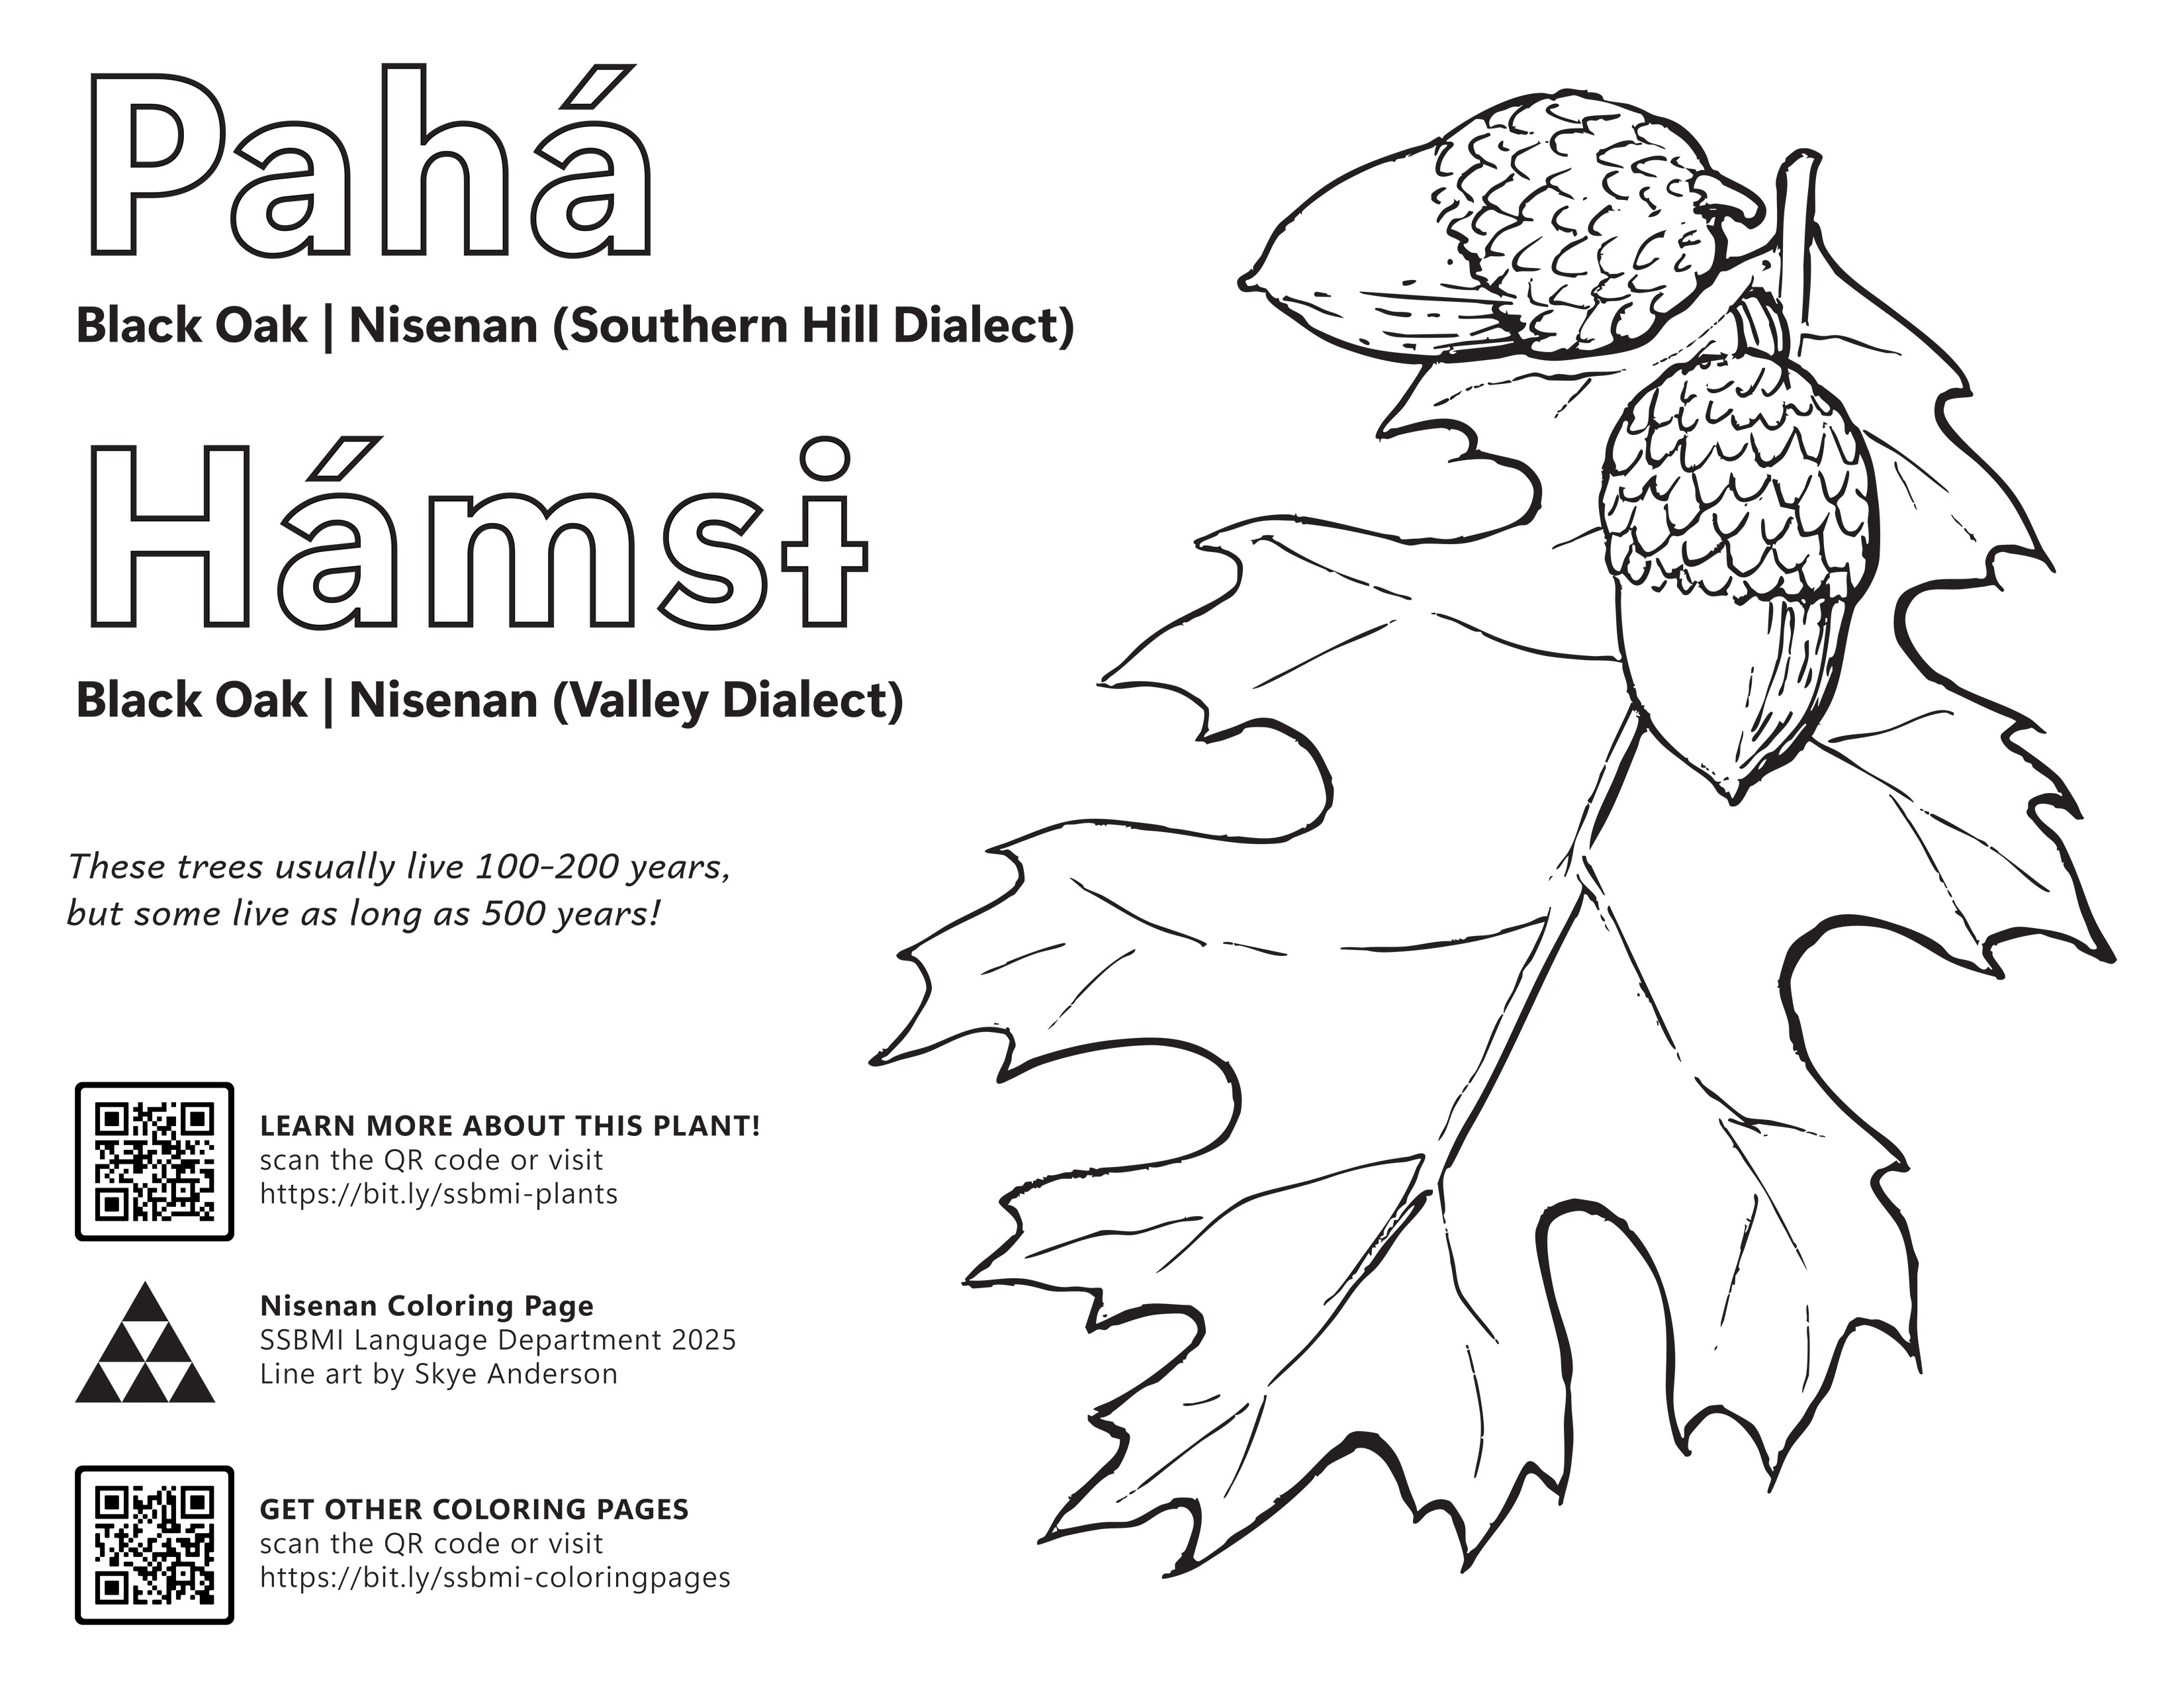 Pahá
Black Oak | Nisenan (Southern Hill Dialect)
Hámsɨ
Black Oak | Nisenan (Valley Dialect)
These trees usually live 100-200 years,
but some live as long as 500 years!
LEARN MORE ABOUT THIS PLANT!
scan the QR code or visit
https://bit.ly/ssbmi-plants
Nisenan Coloring Page
SSBMI Language Department 2025
Line art by Skye Anderson
GET OTHER COLORING PAGES
scan the QR code or visit
https://bit.ly/ssbmi-coloringpages